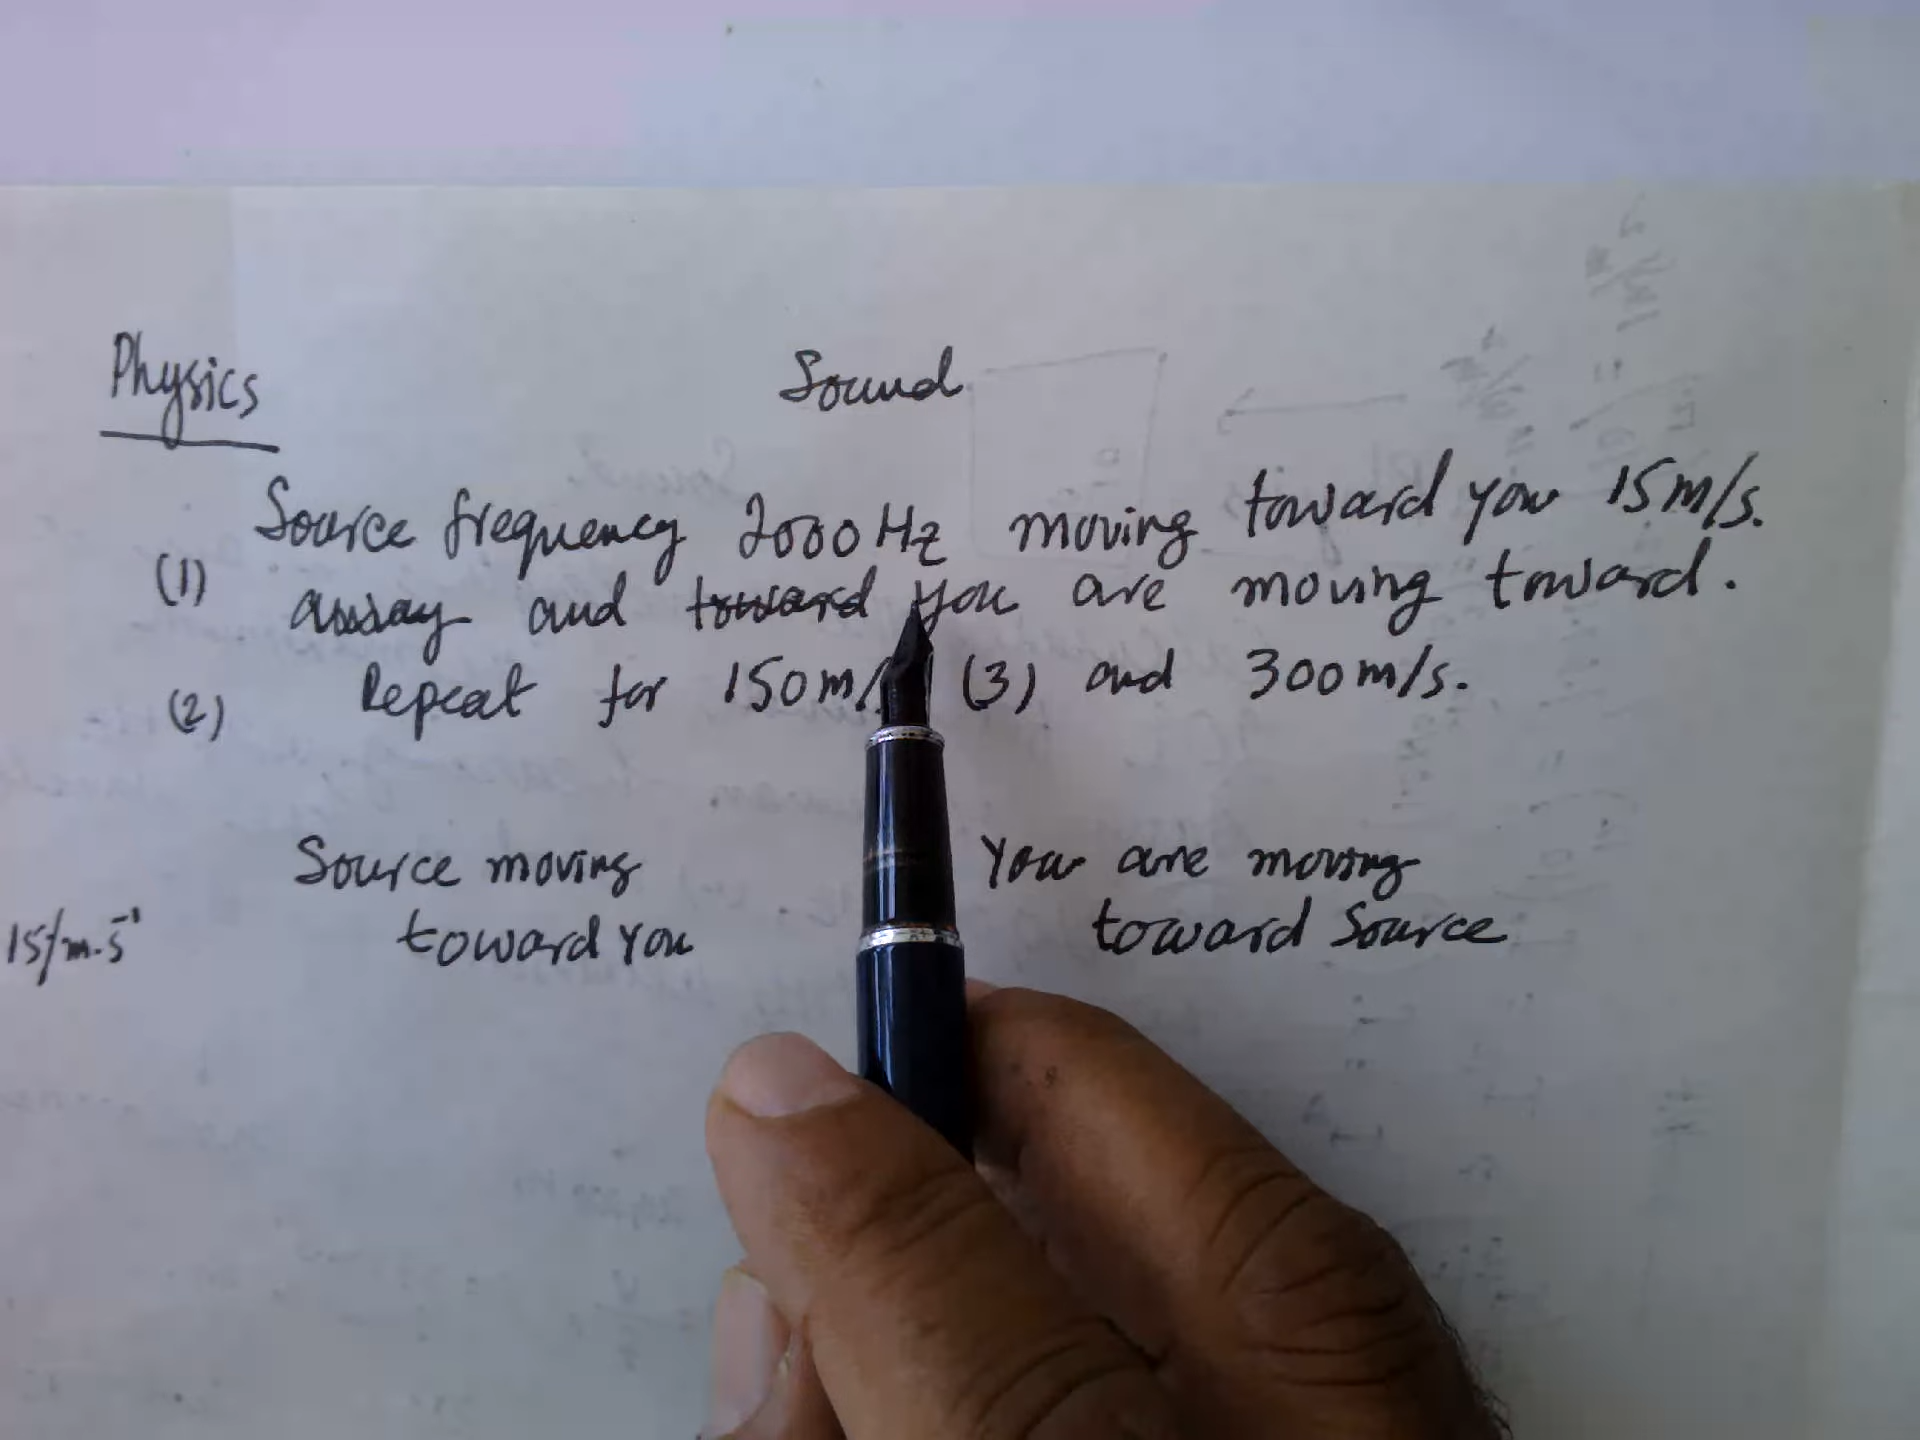 Physics
Sound
Source frequency 2000 Hz moving toward you 15 m/s.
(1) and toward you are moving toward.
(2) Repeat for 150 m/s (3) and 300 m/s.
Source moving
toward you
You are moving
toward Source
15/m.s⁻¹